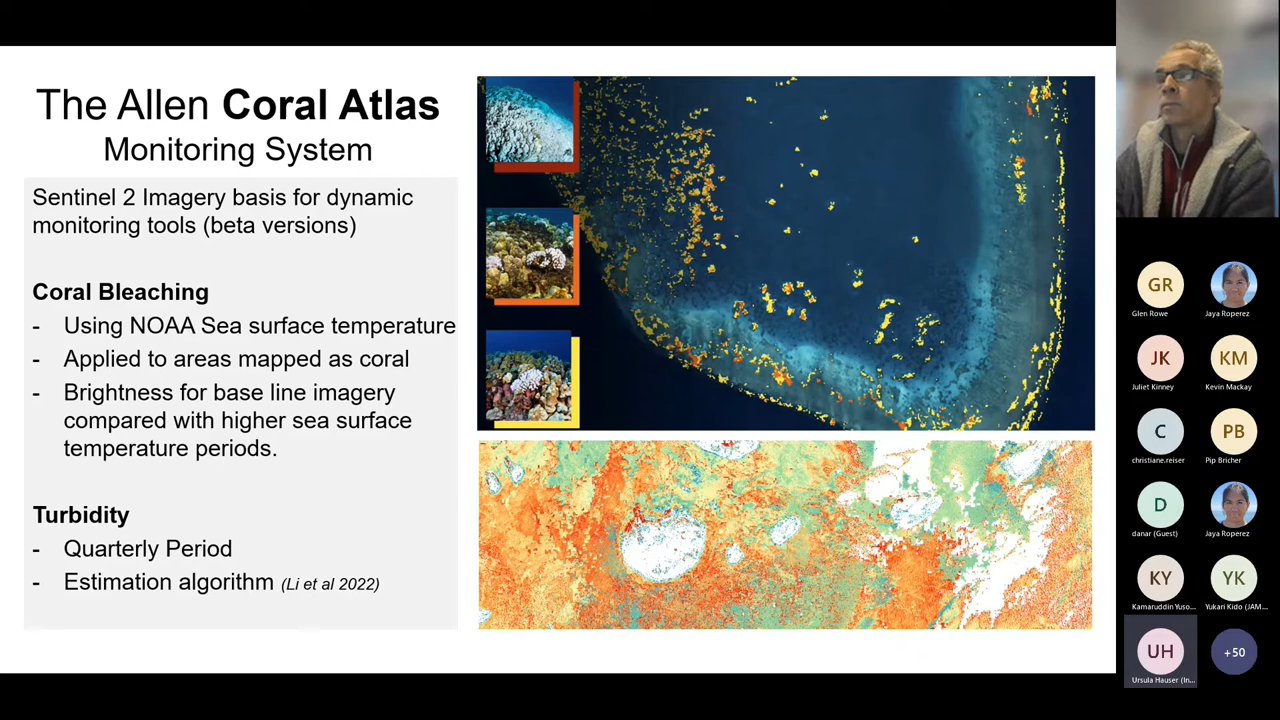 The Allen Coral Atlas
Monitoring System
Sentinel 2 Imagery basis for dynamic
monitoring tools (beta versions)
Coral Bleaching
- Using NOAA Sea surface temperature
- Applied to areas mapped as coral
- Brightness for base line imagery
compared with higher sea surface
temperature periods.
Turbidity
- Quarterly Period
- Estimation algorithm (Li et al 2022)
GR
Glen Rowe
Jaya Roperez
JK
Juliet Kinney
KM
Kevin Mackay
C
christiane.reiser
PB
Pip Bricher
D
danar (Guest)
Jaya Roperez
KY
Kamaruddin Yuso...
YK
Yukari Kido (JAM...
UH
Ursula Hauser (In...
+50